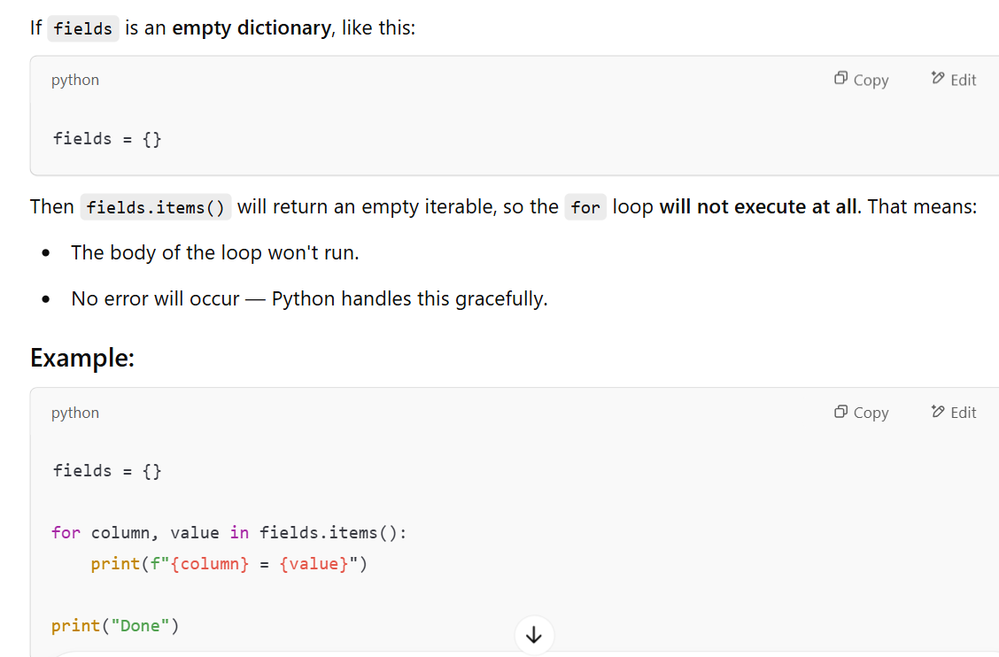 If fields is an empty dictionary, like this:
python Copy Edit
fields = {}
Then fields.items() will return an empty iterable, so the for loop will not execute at all. That means:
• The body of the loop won't run.
• No error will occur — Python handles this gracefully.
Example:
python Copy Edit
fields = {}
for column, value in fields.items():
    print(f"{column} = {value}")
print("Done")